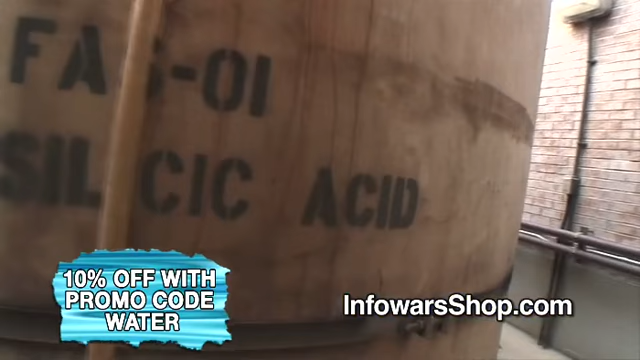 FAS-01
SILICIC ACID
10% OFF WITH
PROMO CODE
WATER
InfowarsShop.com